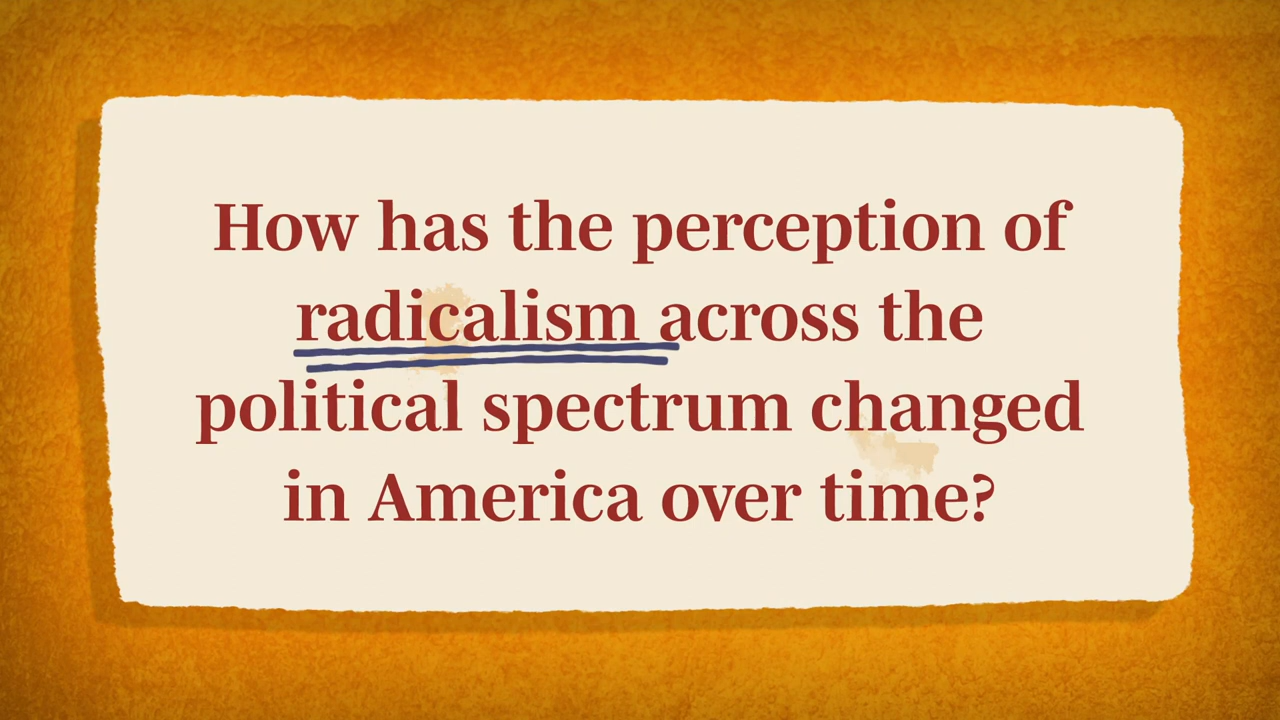 How has the perception of
radicalism across the
political spectrum changed
in America over time?